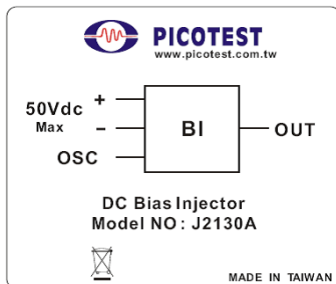 PICOTEST
www.picotest.com.tw
50Vdc +
Max -
BI
OUT
OSC
DC Bias Injector
Model NO : J2130A
MADE IN TAIWAN